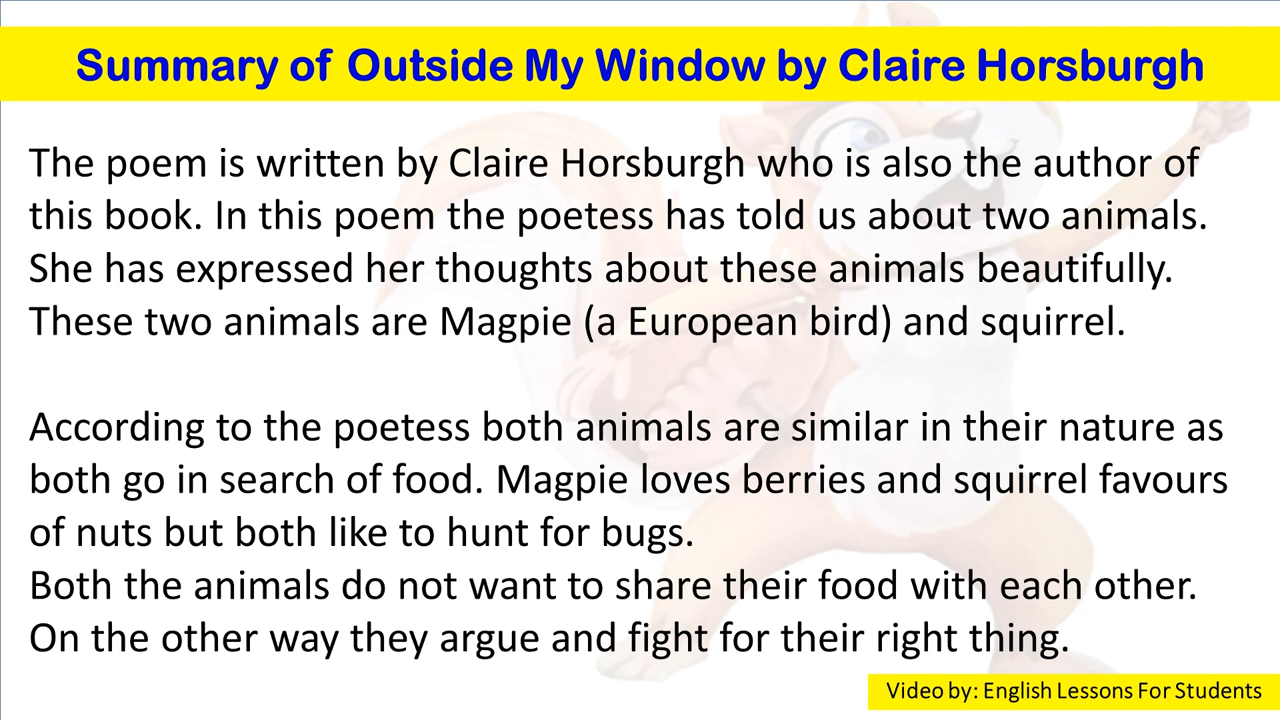 Summary of Outside My Window by Claire Horsburgh
The poem is written by Claire Horsburgh who is also the author of
this book. In this poem the poetess has told us about two animals.
She has expressed her thoughts about these animals beautifully.
These two animals are Magpie (a European bird) and squirrel.
According to the poetess both animals are similar in their nature as
both go in search of food. Magpie loves berries and squirrel favours
of nuts but both like to hunt for bugs.
Both the animals do not want to share their food with each other.
On the other way they argue and fight for their right thing.
Video by: English Lessons For Students